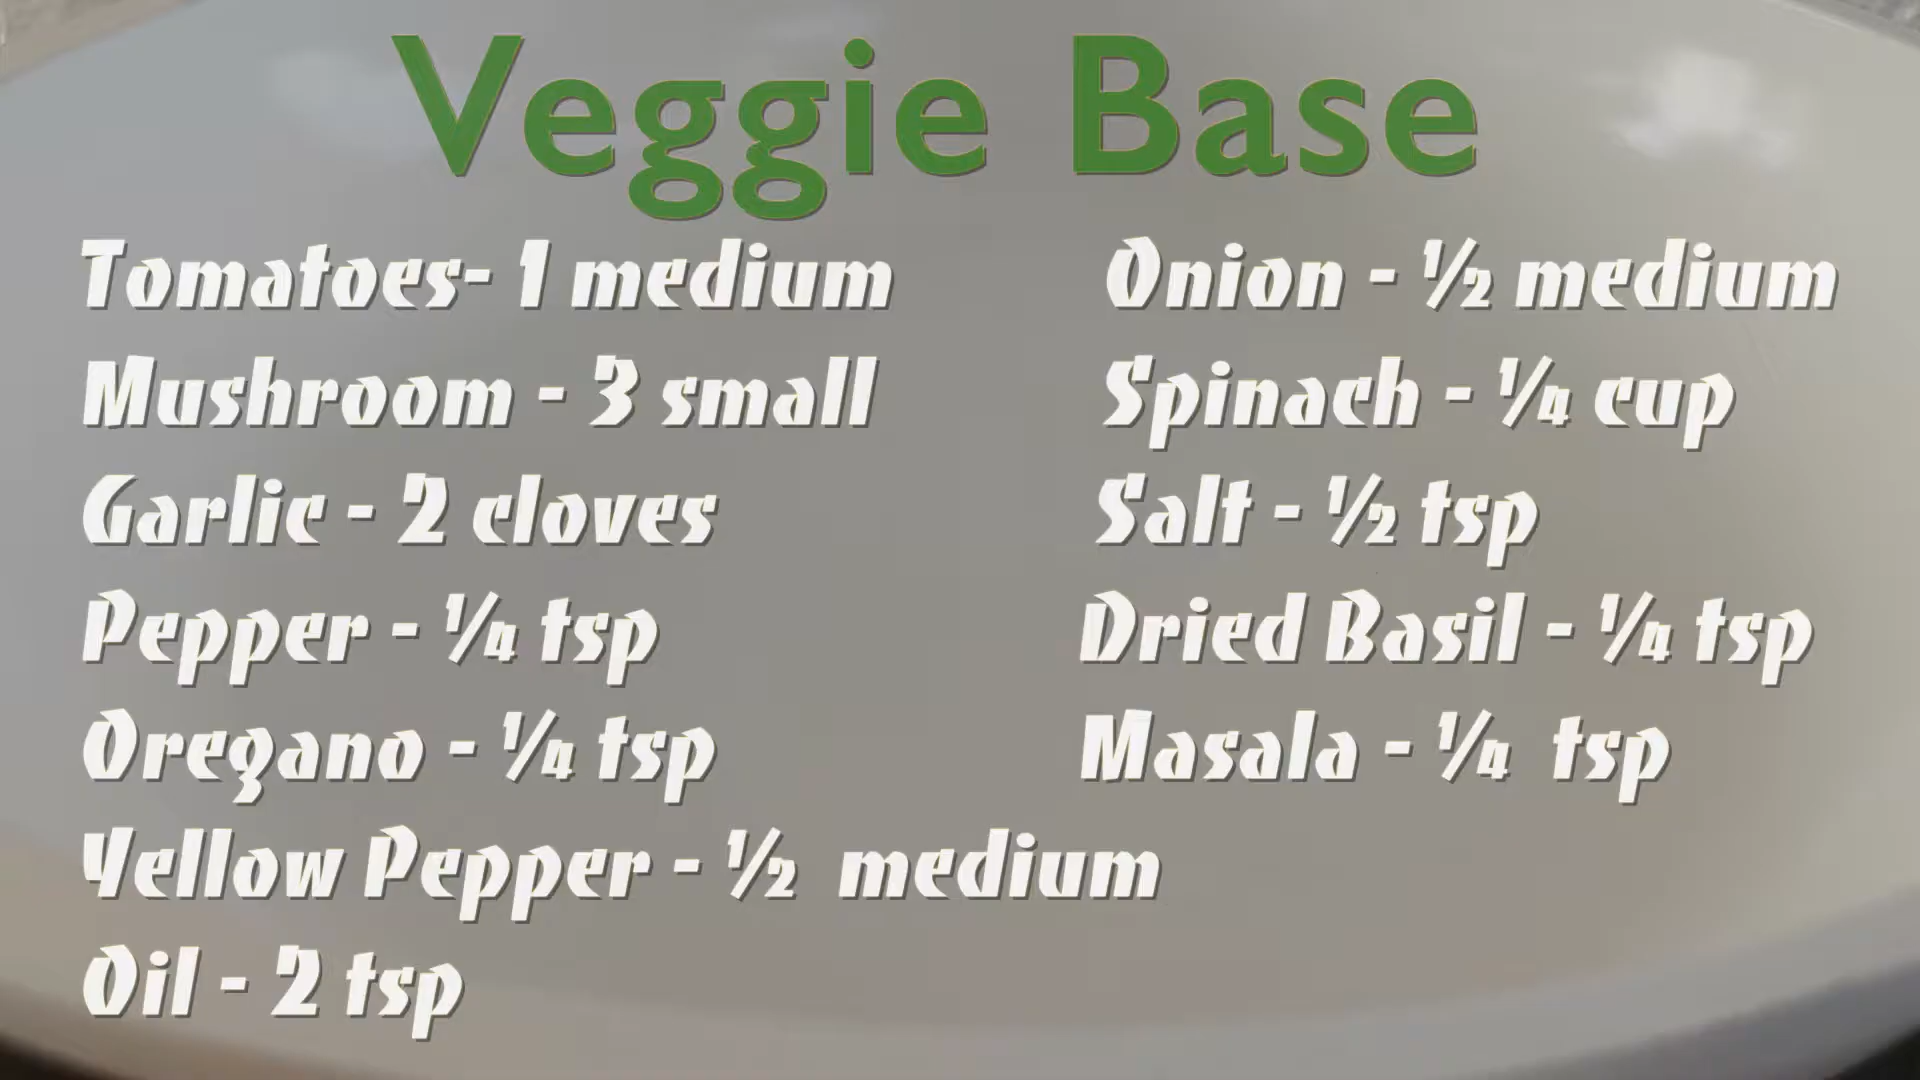 Veggie Base
Tomatoes- 1 medium
Onion - ½ medium
Mushroom - 3 small
Spinach - ¼ cup
Garlic - 2 cloves
Salt - ½ tsp
Pepper - ¼ tsp
Dried Basil - ¼ tsp
Oregano - ¼ tsp
Masala - ¼ tsp
Yellow Pepper - ½ medium
Oil - 2 tsp